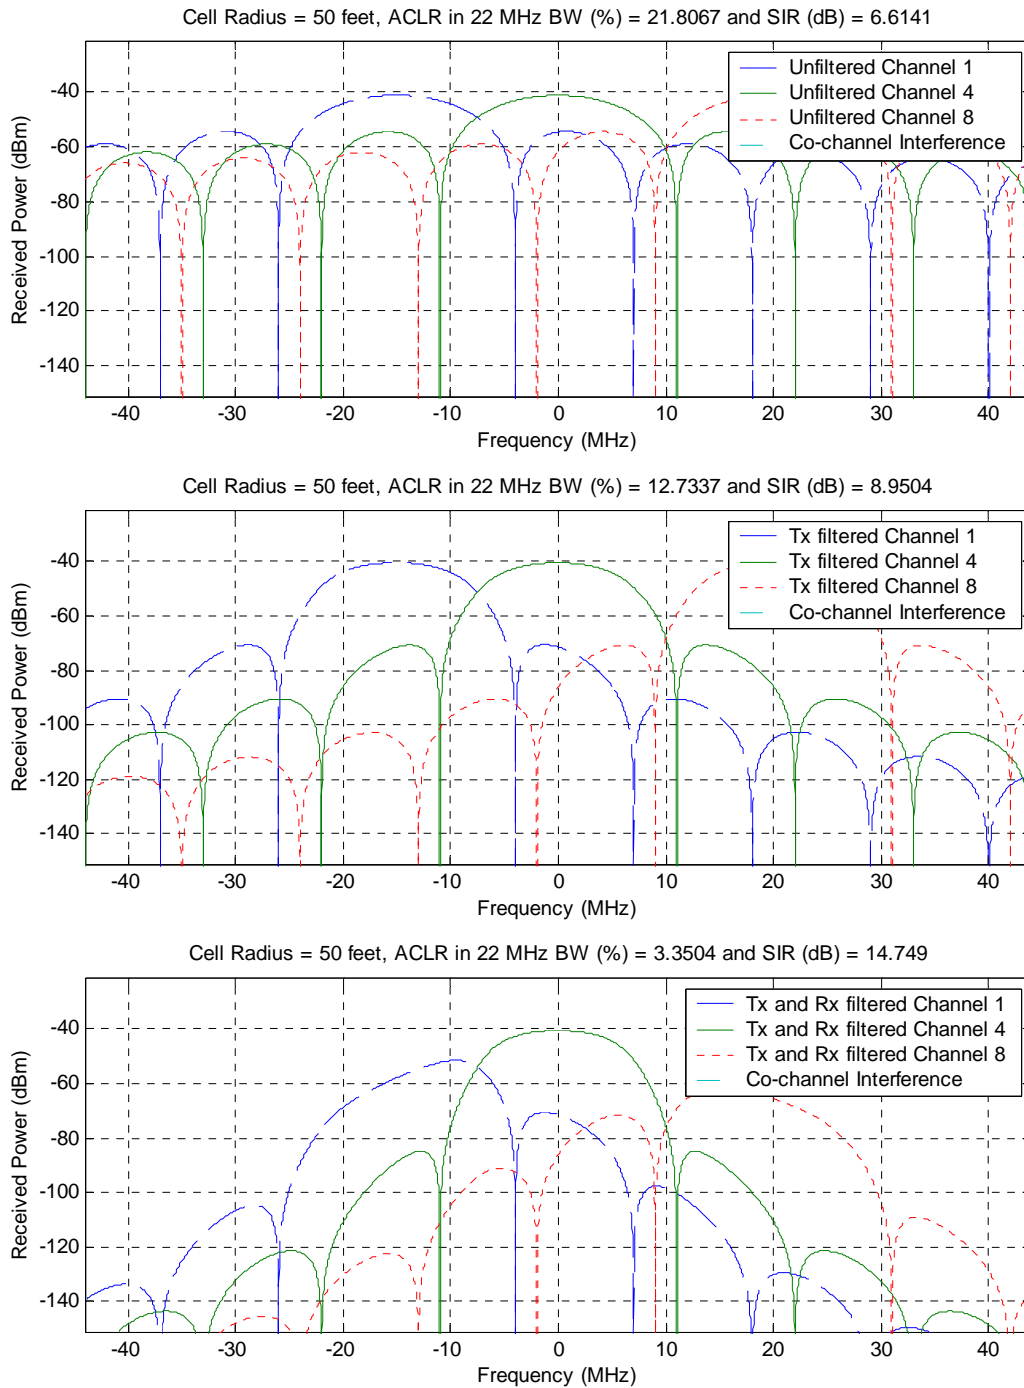 Cell Radius = 50 feet, ACLR in 22 MHz BW (%) = 21.8067 and SIR (dB) = 6.6141
Unfiltered Channel 1
Unfiltered Channel 4
Unfiltered Channel 8
Co-channel Interference
Received Power (dBm)
-40
-60
-80
-100
-120
-140
-40 -30 -20 -10 0 10 20 30 40
Frequency (MHz)
Cell Radius = 50 feet, ACLR in 22 MHz BW (%) = 12.7337 and SIR (dB) = 8.9504
Tx filtered Channel 1
Tx filtered Channel 4
Tx filtered Channel 8
Co-channel Interference
Received Power (dBm)
-40
-60
-80
-100
-120
-140
-40 -30 -20 -10 0 10 20 30 40
Frequency (MHz)
Cell Radius = 50 feet, ACLR in 22 MHz BW (%) = 3.3504 and SIR (dB) = 14.749
Tx and Rx filtered Channel 1
Tx and Rx filtered Channel 4
Tx and Rx filtered Channel 8
Co-channel Interference
Received Power (dBm)
-40
-60
-80
-100
-120
-140
-40 -30 -20 -10 0 10 20 30 40
Frequency (MHz)